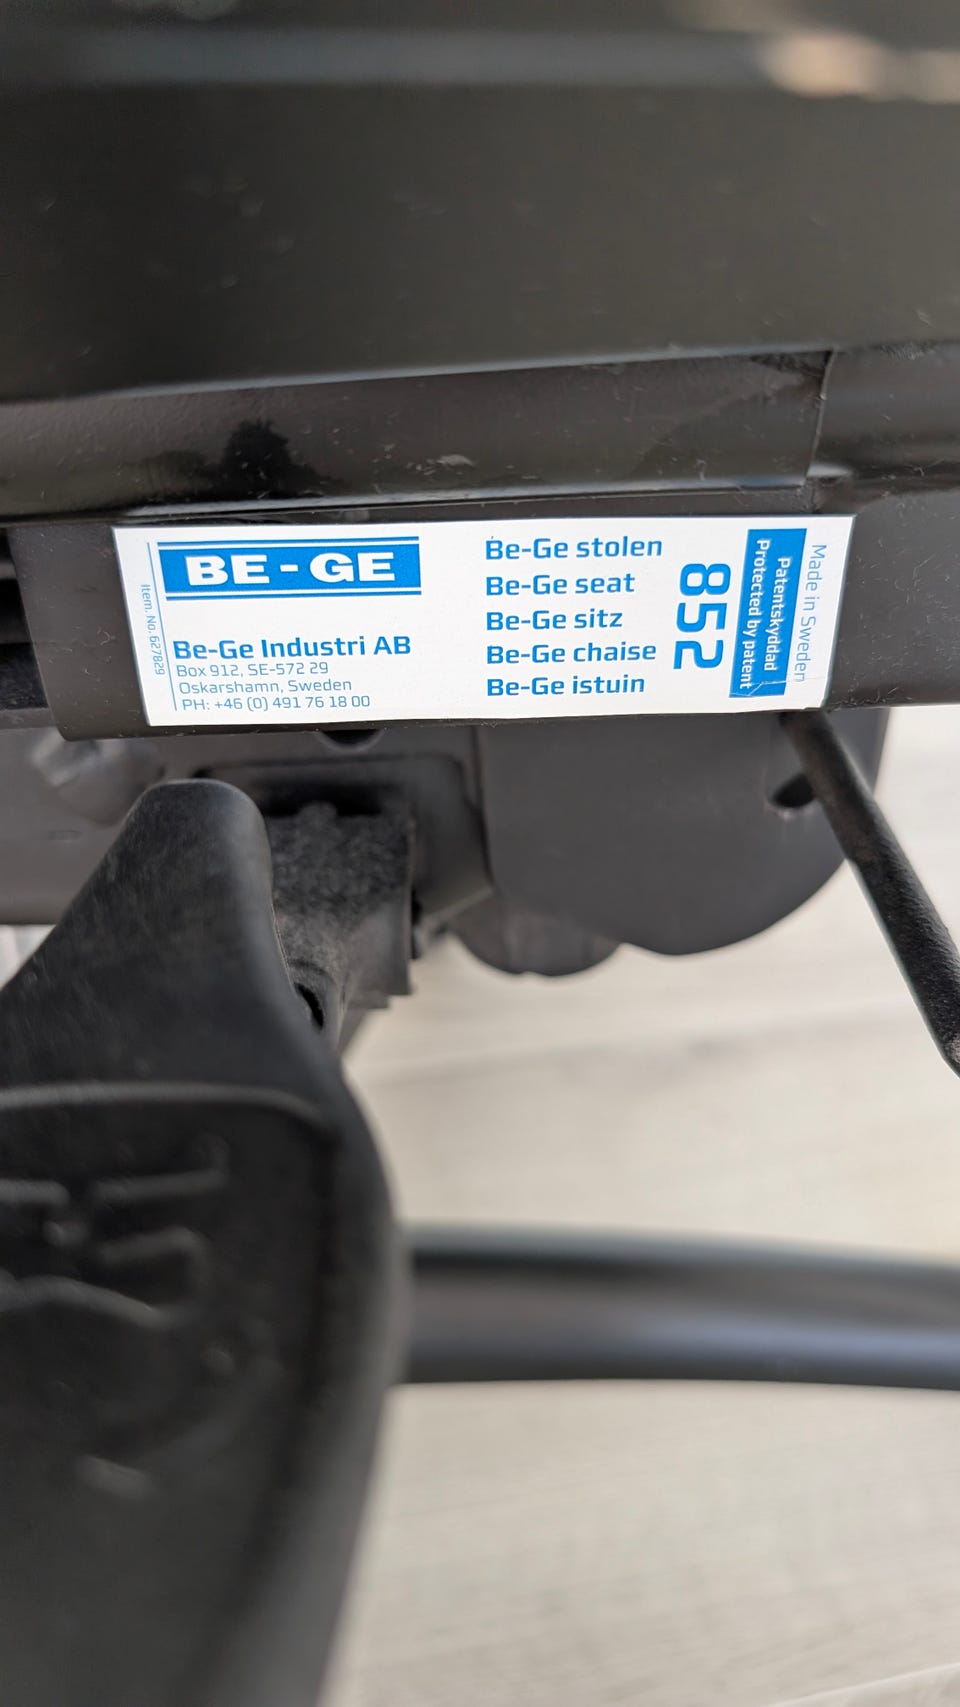 Item. No. 627829
BE-GE
Be-Ge Industri AB
Box 912, SE-572 29
Oskarshamn, Sweden
PH: +46 (0) 491 76 18 00
Be-Ge stolen
Be-Ge seat
Be-Ge sitz
Be-Ge chaise
Be-Ge istuin
852
Patentskyddad
Protected by patent
Made in Sweden